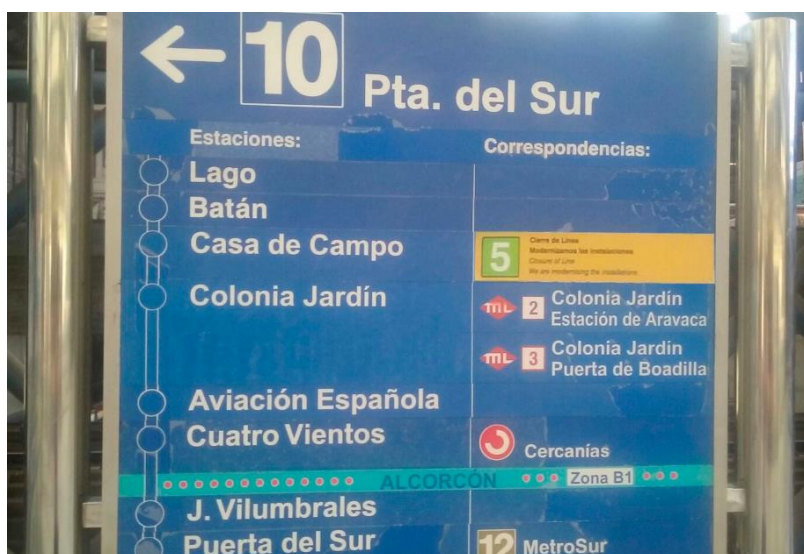 10 Pta. del Sur
Estaciones: Correspondencias:
Lago
Batán
Casa de Campo
5 Cierre de Línea
Modernizamos las instalaciones
Closure of Line
We are modernising the installations
Colonia Jardín
ML 2 Colonia Jardín
Estación de Aravaca
ML 3 Colonia Jardín
Puerta de Boadilla
Aviación Española
Cuatro Vientos
Cercanías
ALCORCÓN Zona B1
J. Vilumbrales
Puerta del Sur 12 MetroSur